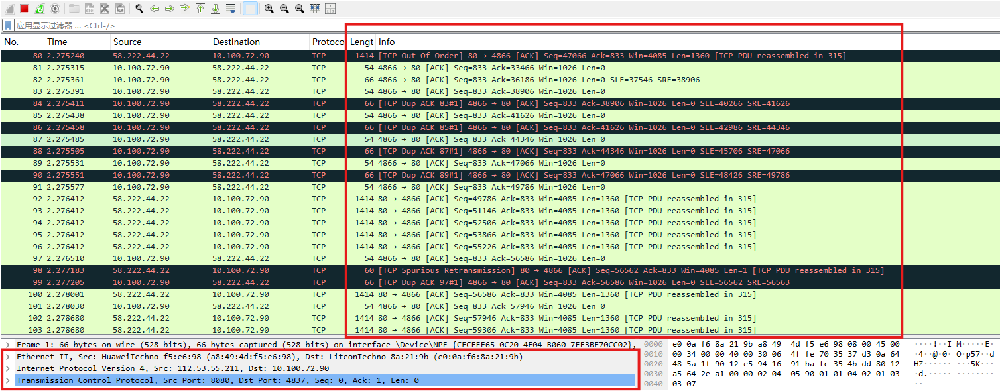 应用显示过滤器 … <Ctrl-/>
No. Time Source Destination Protoco Lengt Info
80 2.275240 58.222.44.22 10.100.72.90 TCP 1414 [TCP Out-Of-Order] 80 → 4866 [ACK] Seq=47066 Ack=833 Win=4085 Len=1360 [TCP PDU reassembled in 315]
81 2.275315 10.100.72.90 58.222.44.22 TCP 54 4866 → 80 [ACK] Seq=833 Ack=33466 Win=1026 Len=0
82 2.275361 10.100.72.90 58.222.44.22 TCP 66 4866 → 80 [ACK] Seq=833 Ack=36186 Win=1026 Len=0 SLE=37546 SRE=38906
83 2.275391 10.100.72.90 58.222.44.22 TCP 54 4866 → 80 [ACK] Seq=833 Ack=38906 Win=1026 Len=0
84 2.275411 10.100.72.90 58.222.44.22 TCP 66 [TCP Dup ACK 83#1] 4866 → 80 [ACK] Seq=833 Ack=38906 Win=1026 Len=0 SLE=40266 SRE=41626
85 2.275438 10.100.72.90 58.222.44.22 TCP 54 4866 → 80 [ACK] Seq=833 Ack=41626 Win=1026 Len=0
86 2.275458 10.100.72.90 58.222.44.22 TCP 66 [TCP Dup ACK 85#1] 4866 → 80 [ACK] Seq=833 Ack=41626 Win=1026 Len=0 SLE=42986 SRE=44346
87 2.275485 10.100.72.90 58.222.44.22 TCP 54 4866 → 80 [ACK] Seq=833 Ack=44346 Win=1026 Len=0
88 2.275505 10.100.72.90 58.222.44.22 TCP 66 [TCP Dup ACK 87#1] 4866 → 80 [ACK] Seq=833 Ack=44346 Win=1026 Len=0 SLE=45706 SRE=47066
89 2.275531 10.100.72.90 58.222.44.22 TCP 54 4866 → 80 [ACK] Seq=833 Ack=47066 Win=1026 Len=0
90 2.275551 10.100.72.90 58.222.44.22 TCP 66 [TCP Dup ACK 89#1] 4866 → 80 [ACK] Seq=833 Ack=47066 Win=1026 Len=0 SLE=48426 SRE=49786
91 2.275577 10.100.72.90 58.222.44.22 TCP 54 4866 → 80 [ACK] Seq=833 Ack=49786 Win=1026 Len=0
92 2.276412 58.222.44.22 10.100.72.90 TCP 1414 80 → 4866 [ACK] Seq=49786 Ack=833 Win=4085 Len=1360 [TCP PDU reassembled in 315]
93 2.276412 58.222.44.22 10.100.72.90 TCP 1414 80 → 4866 [ACK] Seq=51146 Ack=833 Win=4085 Len=1360 [TCP PDU reassembled in 315]
94 2.276412 58.222.44.22 10.100.72.90 TCP 1414 80 → 4866 [ACK] Seq=52506 Ack=833 Win=4085 Len=1360 [TCP PDU reassembled in 315]
95 2.276412 58.222.44.22 10.100.72.90 TCP 1414 80 → 4866 [ACK] Seq=53866 Ack=833 Win=4085 Len=1360 [TCP PDU reassembled in 315]
96 2.276412 58.222.44.22 10.100.72.90 TCP 1414 80 → 4866 [ACK] Seq=55226 Ack=833 Win=4085 Len=1360 [TCP PDU reassembled in 315]
97 2.276510 10.100.72.90 58.222.44.22 TCP 54 4866 → 80 [ACK] Seq=833 Ack=56586 Win=1026 Len=0
98 2.277183 58.222.44.22 10.100.72.90 TCP 60 [TCP Spurious Retransmission] 80 → 4866 [ACK] Seq=56562 Ack=833 Win=4085 Len=1 [TCP PDU reassembled in 315]
99 2.277205 10.100.72.90 58.222.44.22 TCP 66 [TCP Dup ACK 97#1] 4866 → 80 [ACK] Seq=833 Ack=56586 Win=1026 Len=0 SLE=56562 SRE=56563
100 2.278001 58.222.44.22 10.100.72.90 TCP 1414 80 → 4866 [ACK] Seq=56586 Ack=833 Win=4085 Len=1360 [TCP PDU reassembled in 315]
101 2.278030 10.100.72.90 58.222.44.22 TCP 54 4866 → 80 [ACK] Seq=833 Ack=57946 Win=1026 Len=0
102 2.278680 58.222.44.22 10.100.72.90 TCP 1414 80 → 4866 [ACK] Seq=57946 Ack=833 Win=4085 Len=1360 [TCP PDU reassembled in 315]
103 2.278680 58.222.44.22 10.100.72.90 TCP 1414 80 → 4866 [ACK] Seq=59306 Ack=833 Win=4085 Len=1360 [TCP PDU reassembled in 315]
Frame 1: 66 bytes on wire (528 bits), 66 bytes captured (528 bits) on interface \Device\NPF_{CECEFE65-0C20-4F04-B060-7FF3BF70CC02},
Ethernet II, Src: HuaweiTechno_f5:e6:98 (a8:49:4d:f5:e6:98), Dst: LiteonTechno_8a:21:9b (e0:0a:f6:8a:21:9b)
Internet Protocol Version 4, Src: 112.53.55.211, Dst: 10.100.72.90
Transmission Control Protocol, Src Port: 8080, Dst Port: 4837, Seq: 0, Ack: 1, Len: 0
0000 e0 0a f6 8a 21 9b a8 49 4d f5 e6 98 08 00 45 00 ····!··I M·····E·
0010 00 34 00 00 40 00 30 06 4f fe 70 35 37 d3 0a 64 ·4··@·0· O·p57··d
0020 48 5a 1f 90 12 e5 94 16 91 ba fc 35 4b dd 80 12 HZ······ ···5K···
0030 a5 64 2e a1 00 00 02 04 05 90 01 01 04 02 01 03 ·d.····· ········
0040 03 07 ··